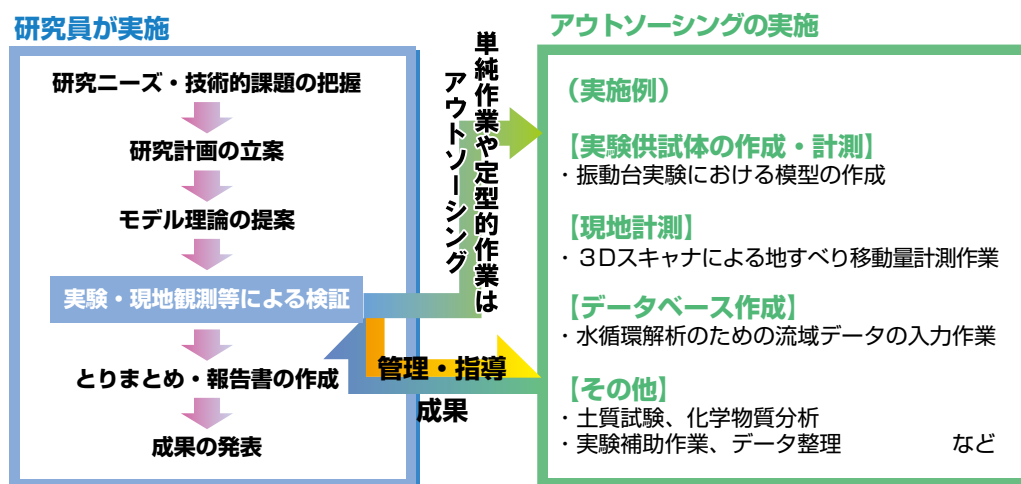 研究員が実施
研究ニーズ・技術的課題の把握
研究計画の立案
モデル理論の提案
実験・現地観測等による検証
とりまとめ・報告書の作成
成果の発表
単純作業や定型的作業は
アウトソーシング
管理・指導
成果
アウトソーシングの実施
（実施例）
【実験供試体の作成・計測】
・振動台実験における模型の作成
【現地計測】
・３Dスキャナによる地すべり移動量計測作業
【データベース作成】
・水循環解析のための流域データの入力作業
【その他】
・土質試験、化学物質分析
・実験補助作業、データ整理　　　　　など